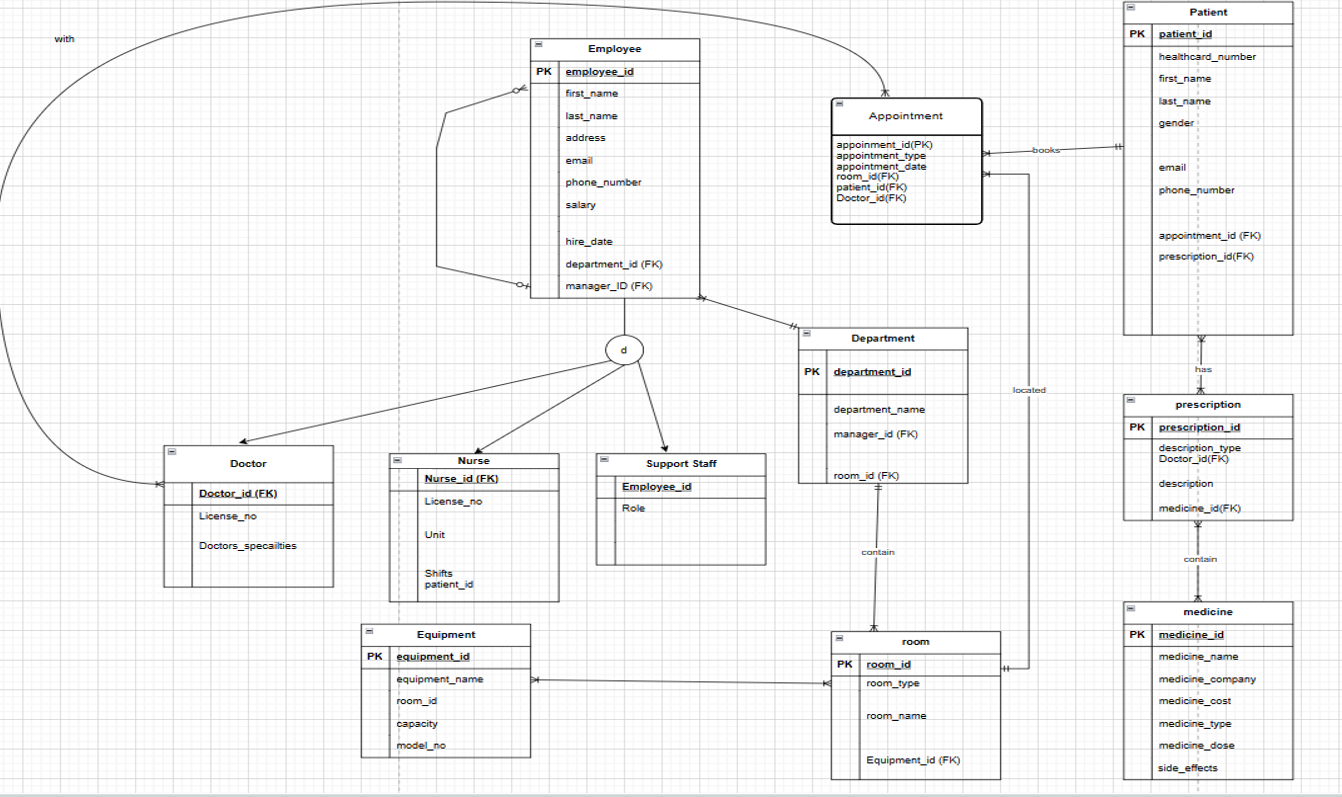 with
Employee
PK employee_id
first_name
last_name
address
email
phone_number
salary
hire_date
department_id (FK)
manager_ID (FK)
d
Appointment
appoinment_id(PK)
appointment_type
appointment_date
room_id(FK)
patient_id(FK)
Doctor_id(FK)
books
Patient
PK patient_id
healthcard_number
first_name
last_name
gender
email
phone_number
appointment_id (FK)
prescription_id(FK)
has
located
Department
PK department_id
department_name
manager_id (FK)
room_id (FK)
contain
prescription
PK prescription_id
description_type
Doctor_id(FK)
description
medicine_id(FK)
contain
Doctor
Doctor_id (FK)
License_no
Doctors_specailties
Nurse
Nurse_id (FK)
License_no
Unit
Shifts
patient_id
Support Staff
Employee_id
Role
Equipment
PK equipment_id
equipment_name
room_id
capacity
model_no
room
PK room_id
room_type
room_name
Equipment_id (FK)
medicine
PK medicine_id
medicine_name
medicine_company
medicine_cost
medicine_type
medicine_dose
side_effects